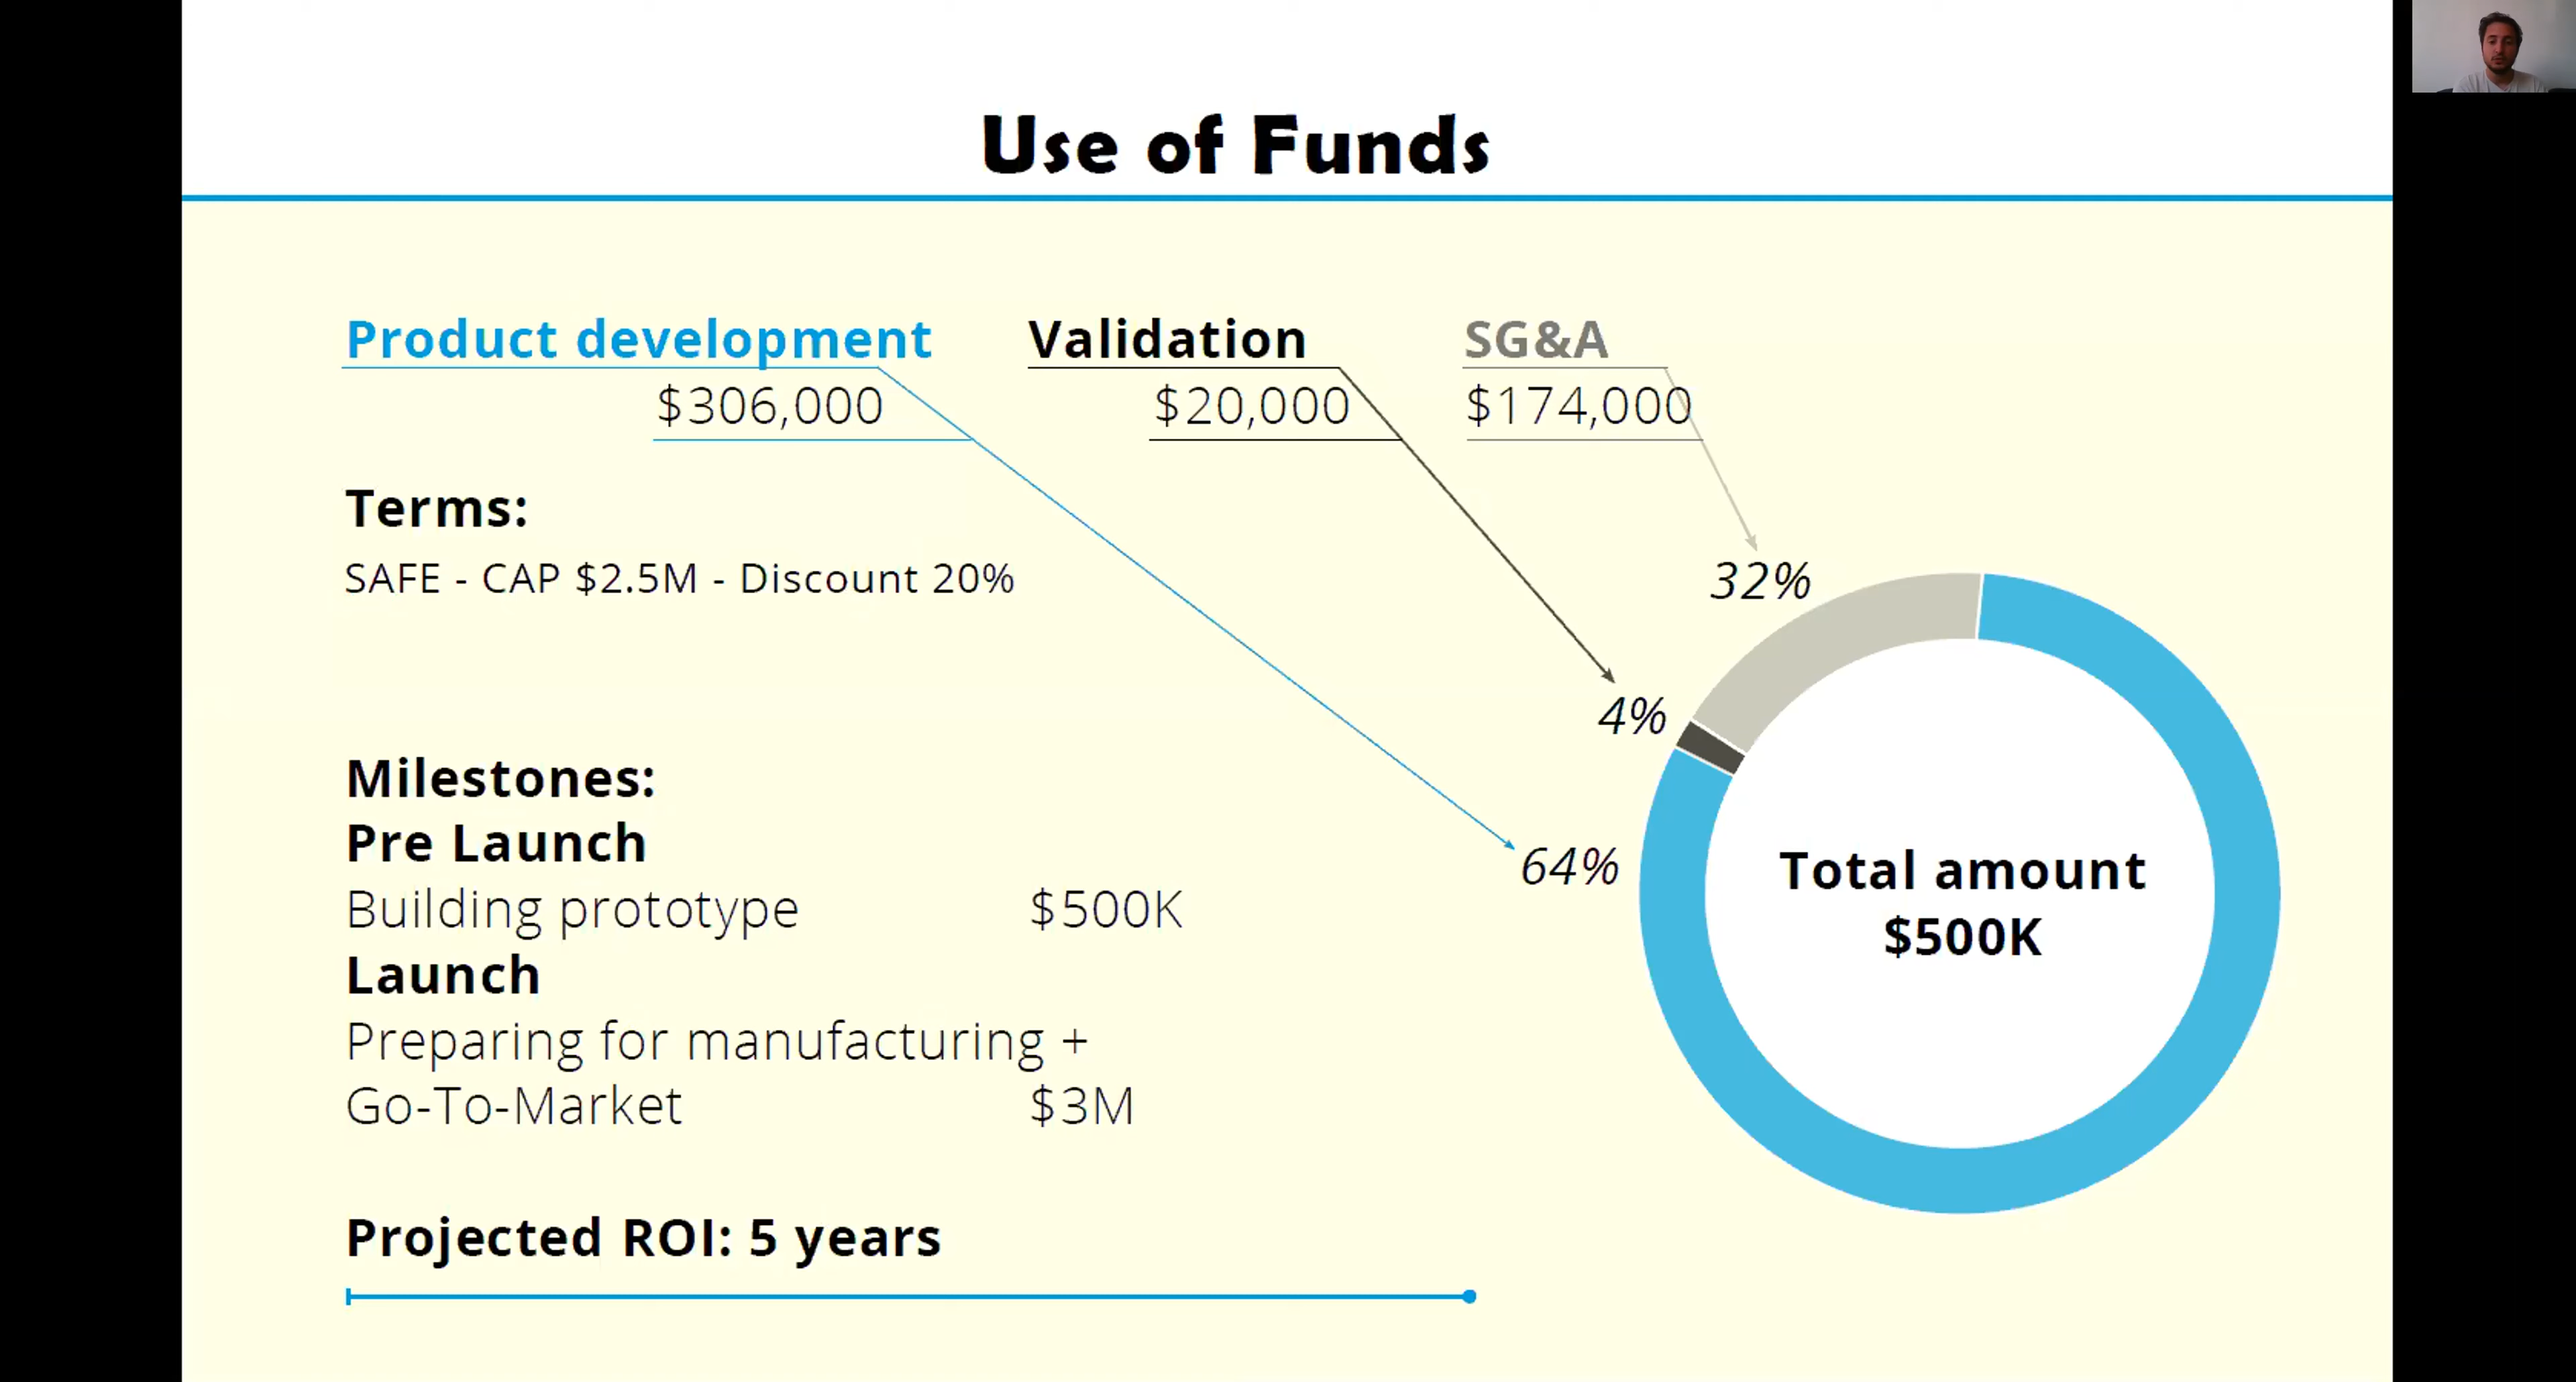 Use of Funds
Product development
Validation
SG&A
$306,000
$20,000
$174,000
Terms:
SAFE - CAP $2.5M - Discount 20%
32%
4%
64%
Milestones:
Pre Launch
Building prototype $500K
Launch
Preparing for manufacturing +
Go-To-Market $3M
Projected ROI: 5 years
Total amount
$500K